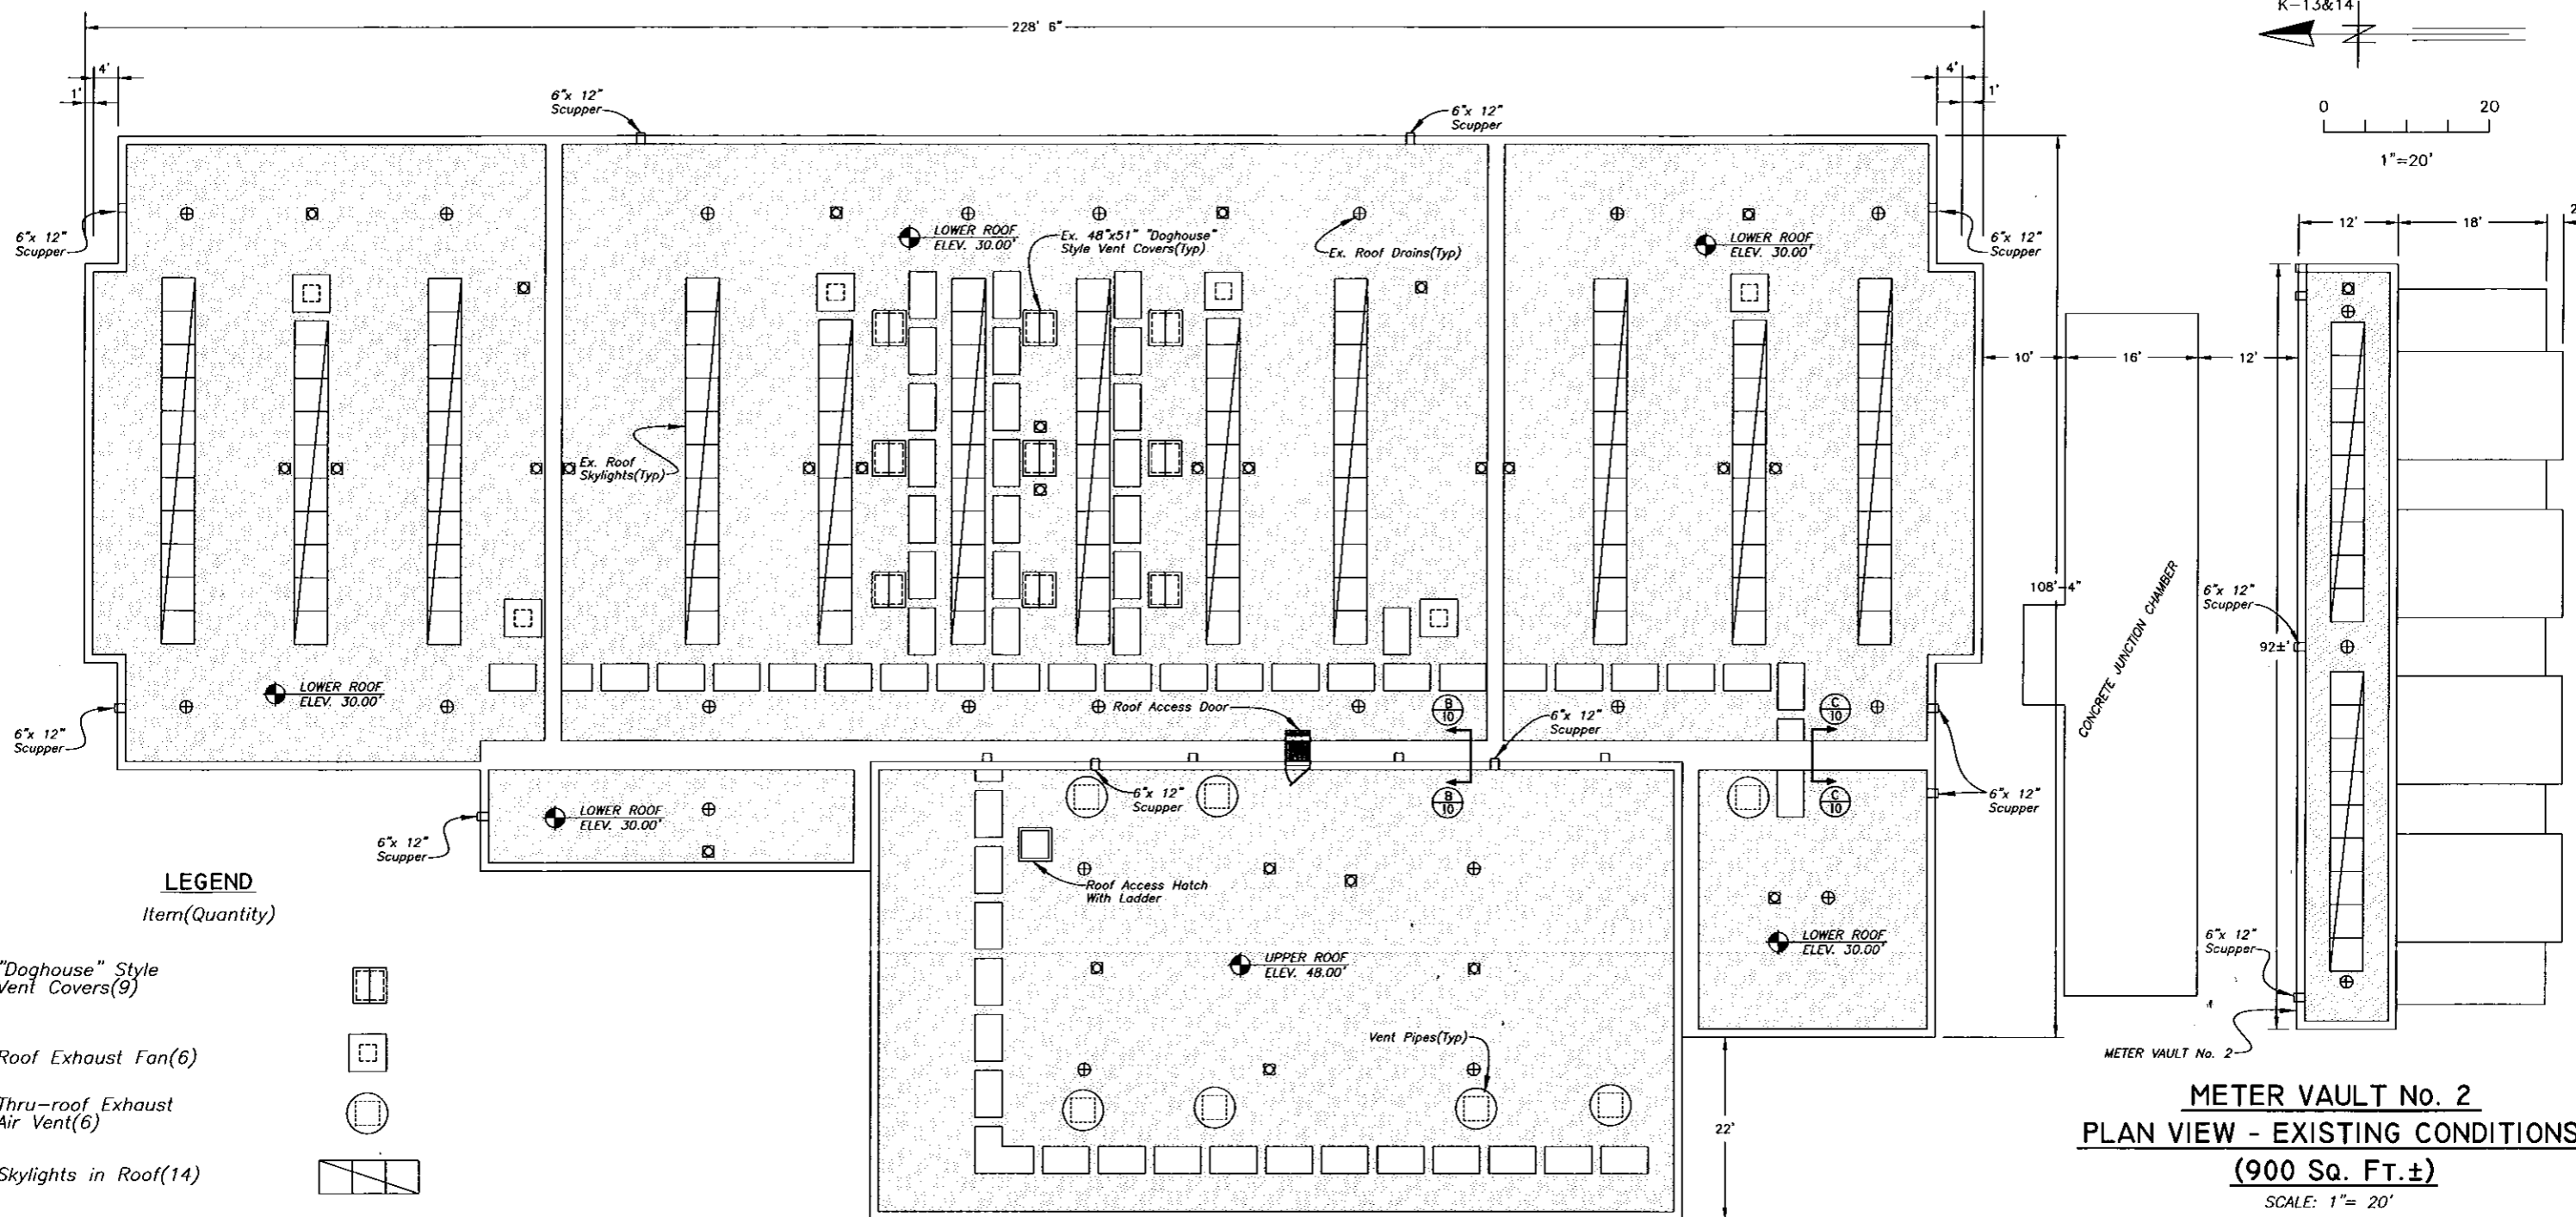 K-13&14
228' 6"
4'
1'
6"x 12"
Scupper
6"x 12"
Scupper
4'
1'
0 20
1"=20'
6"x 12"
Scupper
LOWER ROOF
ELEV. 30.00'
Ex. 48"x51" "Doghouse"
Style Vent Covers(Typ)
Ex. Roof Drains(Typ)
LOWER ROOF
ELEV. 30.00'
6"x 12"
Scupper
12'
18'
2
10'
16'
12'
Ex. Roof
Skylights(Typ)
108'-4"
CONCRETE JUNCTION CHAMBER
6"x 12"
Scupper
92±'
LOWER ROOF
ELEV. 30.00'
6"x 12"
Scupper
Roof Access Door
B
10
6"x 12"
Scupper
C
10
6"x 12"
Scupper
LOWER ROOF
ELEV. 30.00'
6"x 12"
Scupper
6"x 12"
Scupper
B
10
C
10
6"x 12"
Scupper
Roof Access Hatch
With Ladder
LOWER ROOF
ELEV. 30.00'
UPPER ROOF
ELEV. 48.00'
Vent Pipes(Typ)
22'
METER VAULT No. 2
LEGEND
Item(Quantity)
"Doghouse" Style
Vent Covers(9)
Roof Exhaust Fan(6)
Thru-roof Exhaust
Air Vent(6)
Skylights in Roof(14)
METER VAULT No. 2
PLAN VIEW - EXISTING CONDITIONS
(900 SQ. FT.±)
SCALE: 1"= 20'